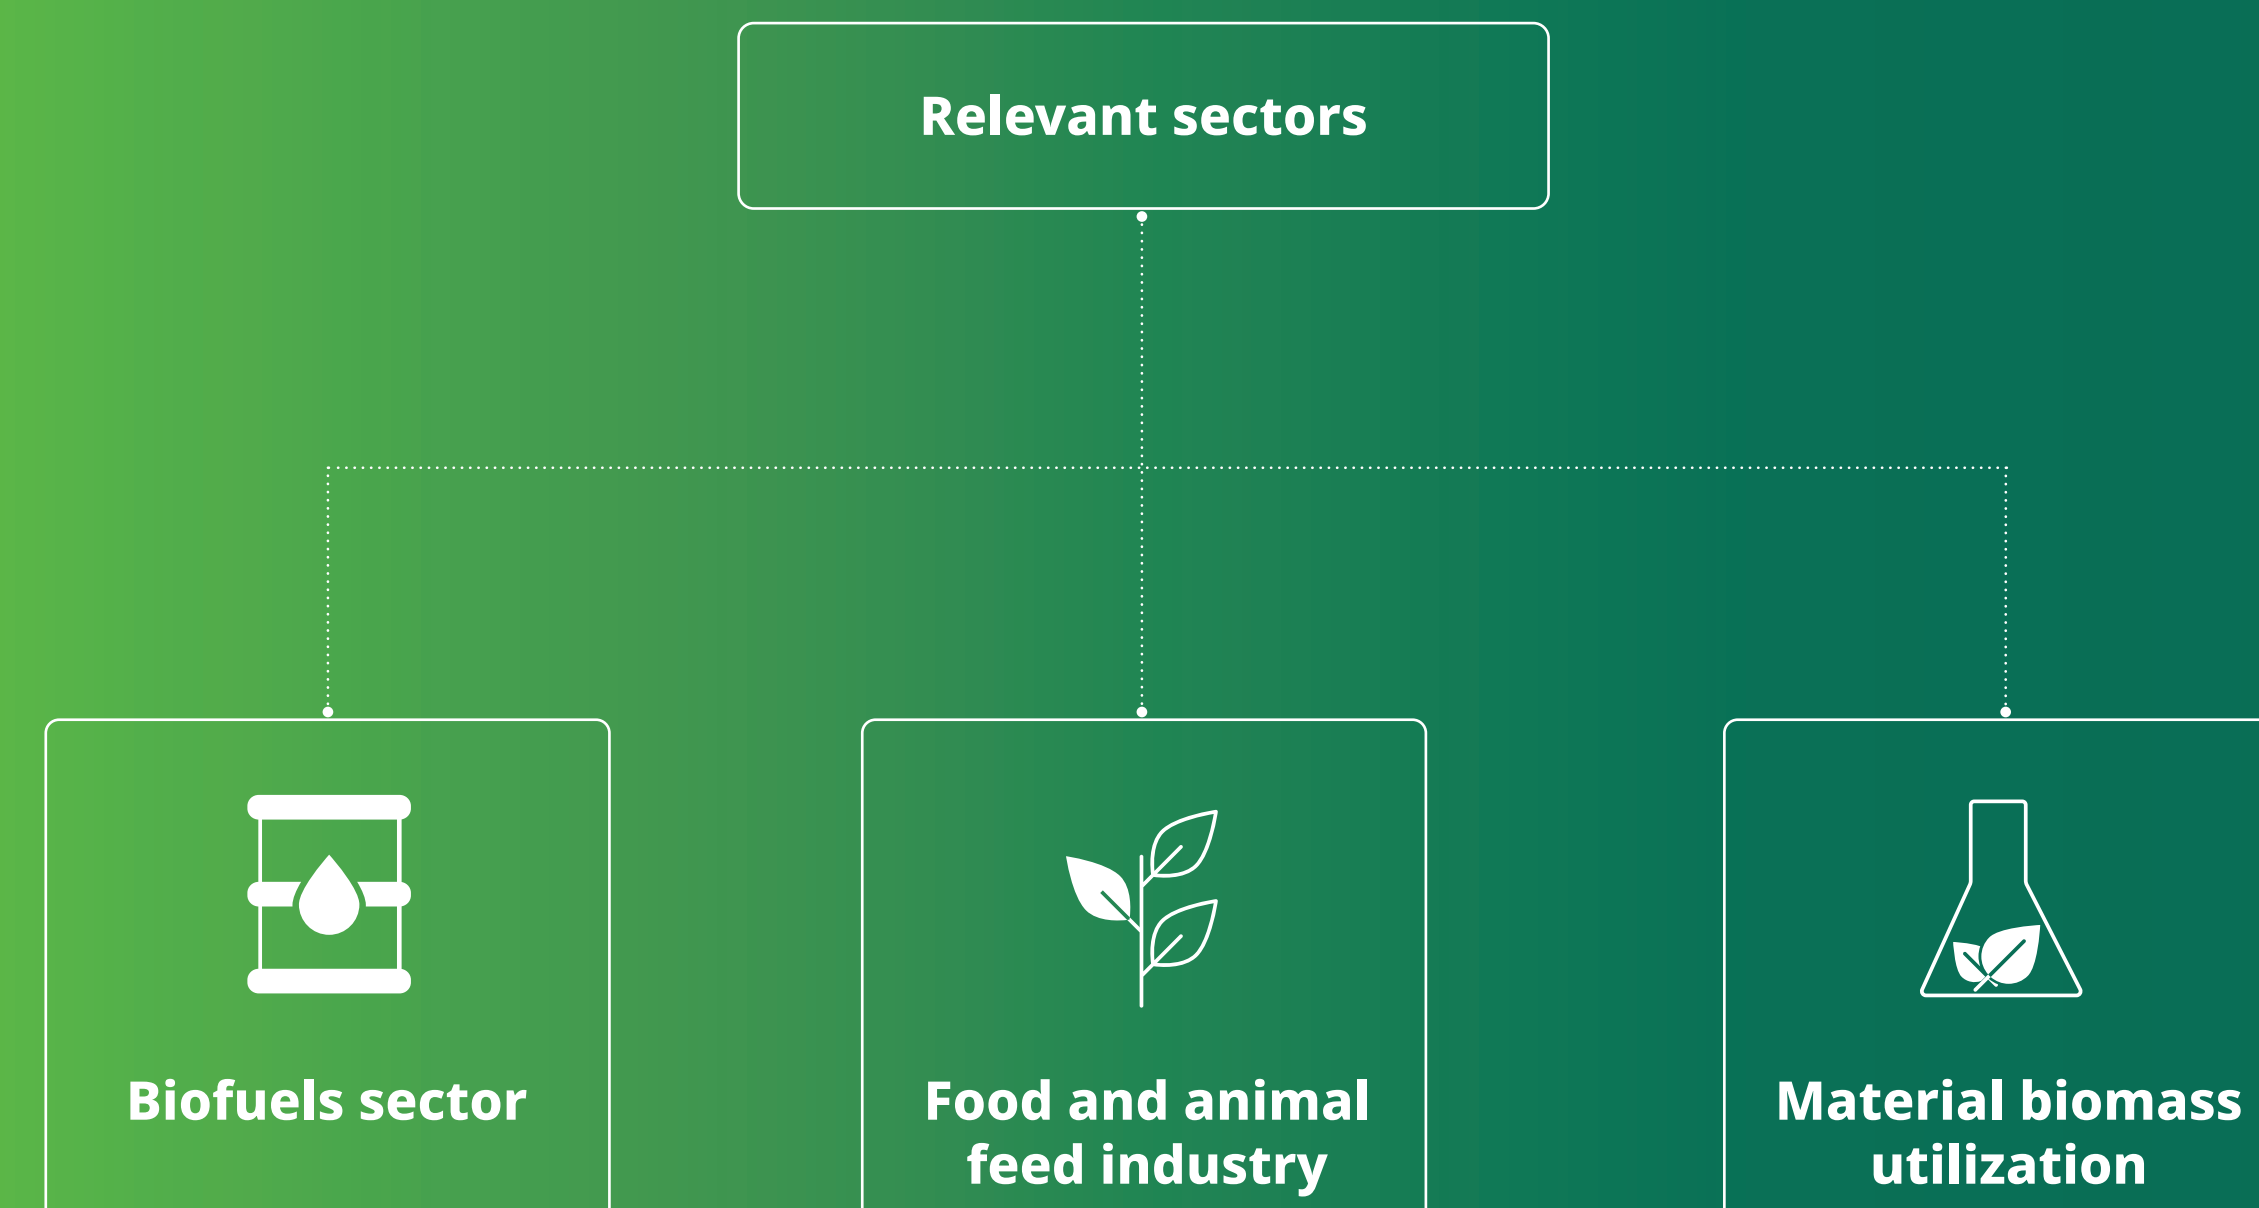 Relevant sectors
Biofuels sector
Food and animal
feed industry
Material biomass
utilization